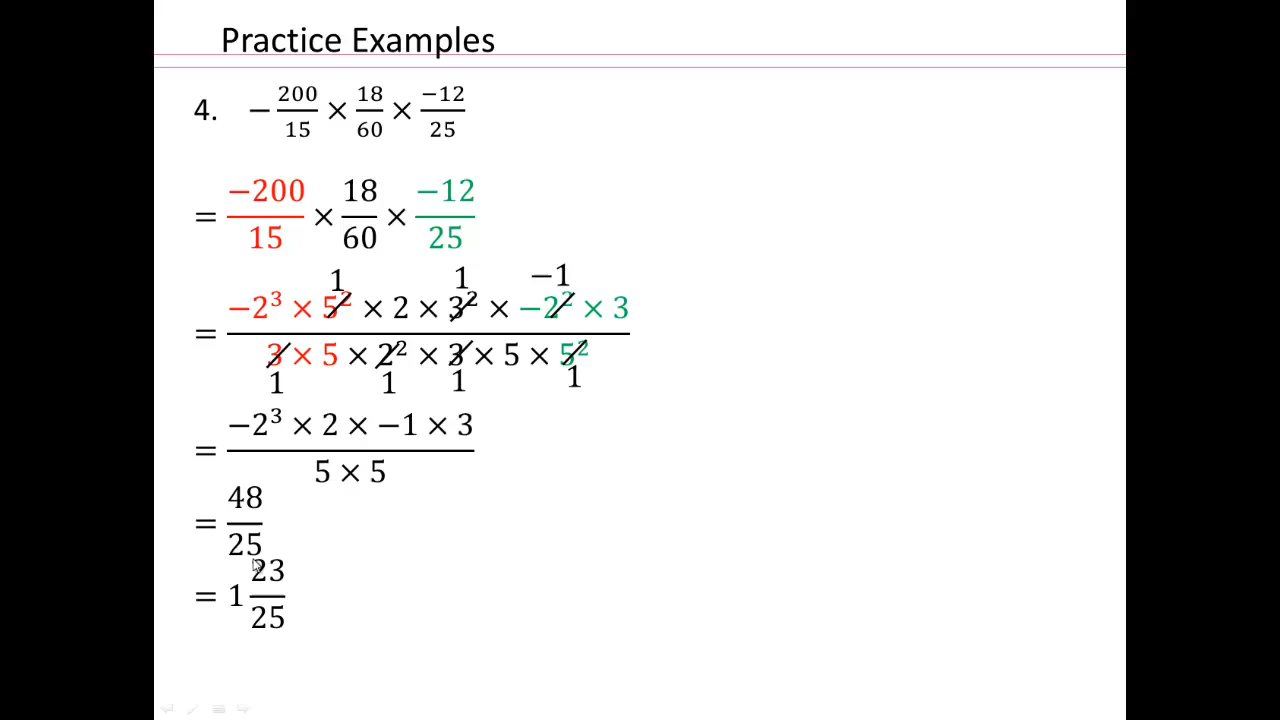 Practice Examples
4. −200/15 × 18/60 × −12/25
= −200/15 × 18/60 × −12/25
1 1 −1
= (−2³ × 5² × 2 × 3² × −2² × 3)/(3 × 5 × 2² × 3 × 5 × 5²)
1 1 1 1
= (−2³ × 2 × −1 × 3)/(5 × 5)
= 48/25
= 1 23/25